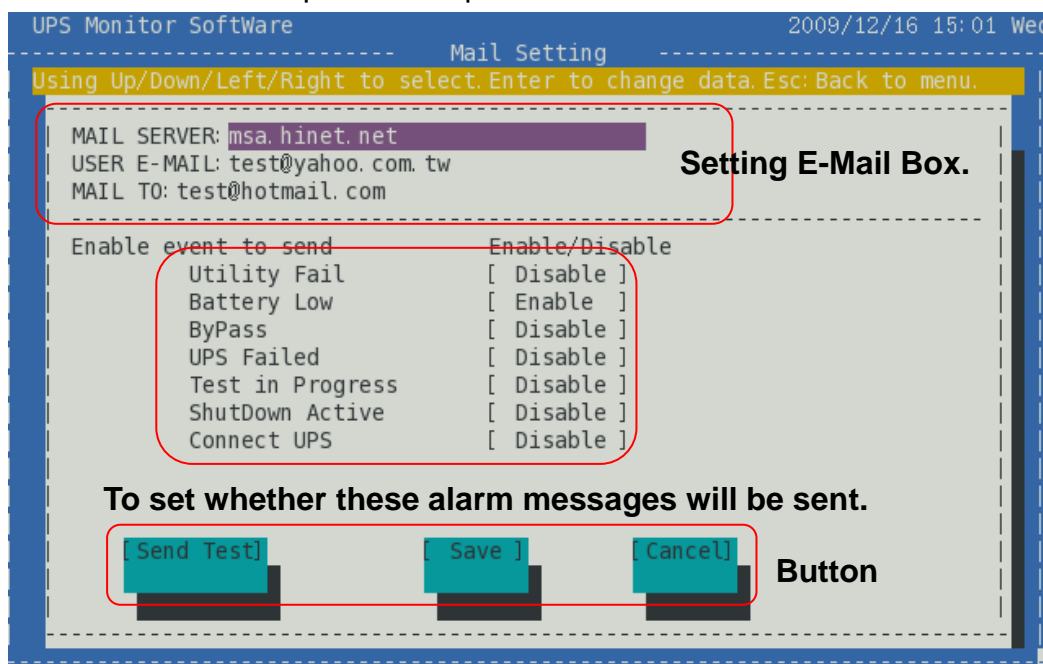 UPS Monitor SoftWare 2009/12/16 15:01 Wed
Mail Setting
Using Up/Down/Left/Right to select.Enter to change data.Esc:Back to menu.
MAIL SERVER: msa.hinet.net
USER E-MAIL: test@yahoo.com.tw
Setting E-Mail Box.
MAIL TO: test@hotmail.com
Enable event to send Enable/Disable
Utility Fail [ Disable ]
Battery Low [ Enable ]
ByPass [ Disable ]
UPS Failed [ Disable ]
Test in Progress [ Disable ]
ShutDown Active [ Disable ]
Connect UPS [ Disable ]
To set whether these alarm messages will be sent.
[Send Test] [ Save ] [Cancel]
Button